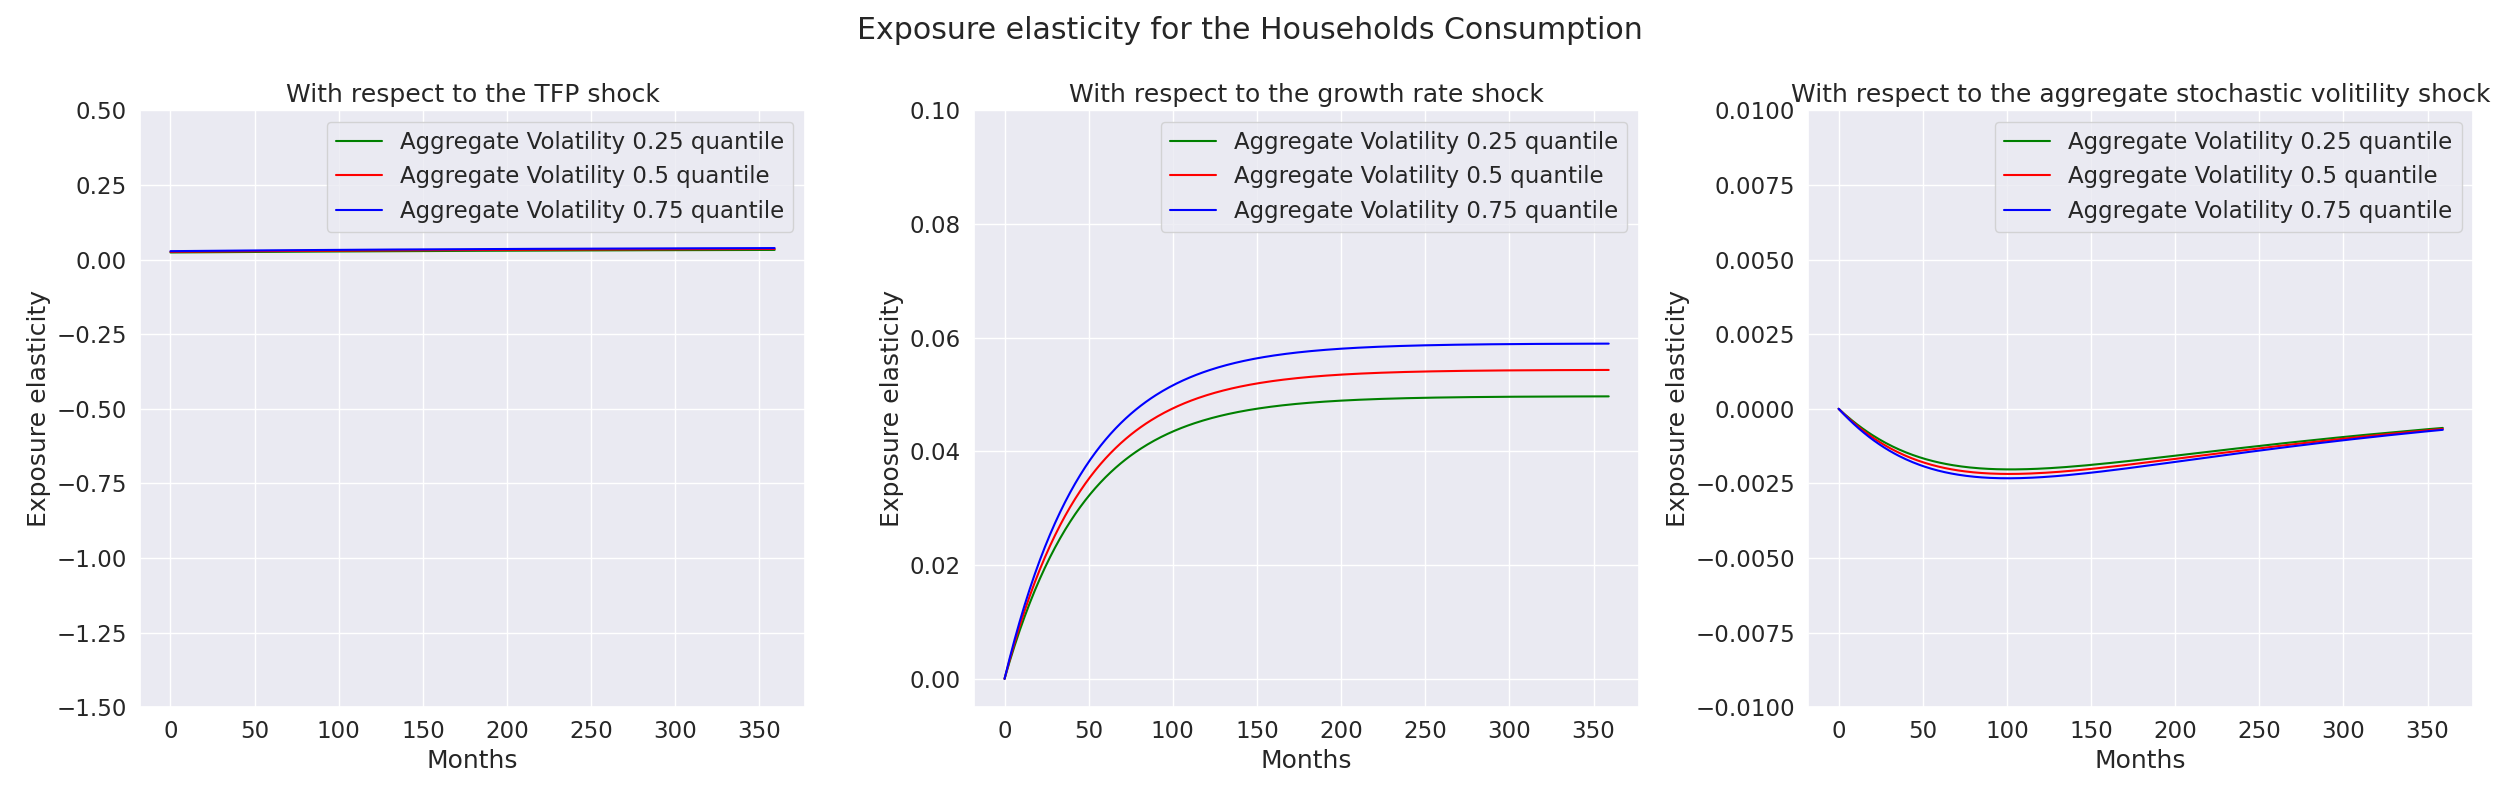 Exposure elasticity for the Households Consumption
With respect to the TFP shock
0.50
0.25
0.00
−0.25
−0.50
−0.75
−1.00
−1.25
−1.50
Exposure elasticity
Aggregate Volatility 0.25 quantile
Aggregate Volatility 0.5 quantile
Aggregate Volatility 0.75 quantile
0 50 100 150 200 250 300 350
Months
With respect to the growth rate shock
0.10
0.08
0.06
0.04
0.02
0.00
Exposure elasticity
Aggregate Volatility 0.25 quantile
Aggregate Volatility 0.5 quantile
Aggregate Volatility 0.75 quantile
0 50 100 150 200 250 300 350
Months
With respect to the aggregate stochastic volitility shock
0.0100
0.0075
0.0050
0.0025
0.0000
−0.0025
−0.0050
−0.0075
−0.0100
Exposure elasticity
Aggregate Volatility 0.25 quantile
Aggregate Volatility 0.5 quantile
Aggregate Volatility 0.75 quantile
0 50 100 150 200 250 300 350
Months